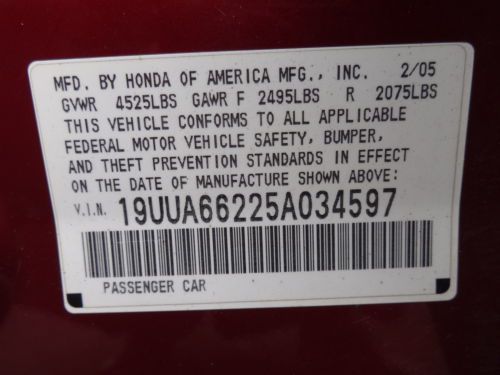 MFD. BY HONDA OF AMERICA MFG., INC. 2/05
GVWR 4525LBS GAWR F 2495LBS R 2075LBS
THIS VEHICLE CONFORMS TO ALL APPLICABLE
FEDERAL MOTOR VEHICLE SAFETY, BUMPER,
AND THEFT PREVENTION STANDARDS IN EFFECT
ON THE DATE OF MANUFACTURE SHOWN ABOVE:
V.I.N. 19UUA66225A034597
PASSENGER CAR